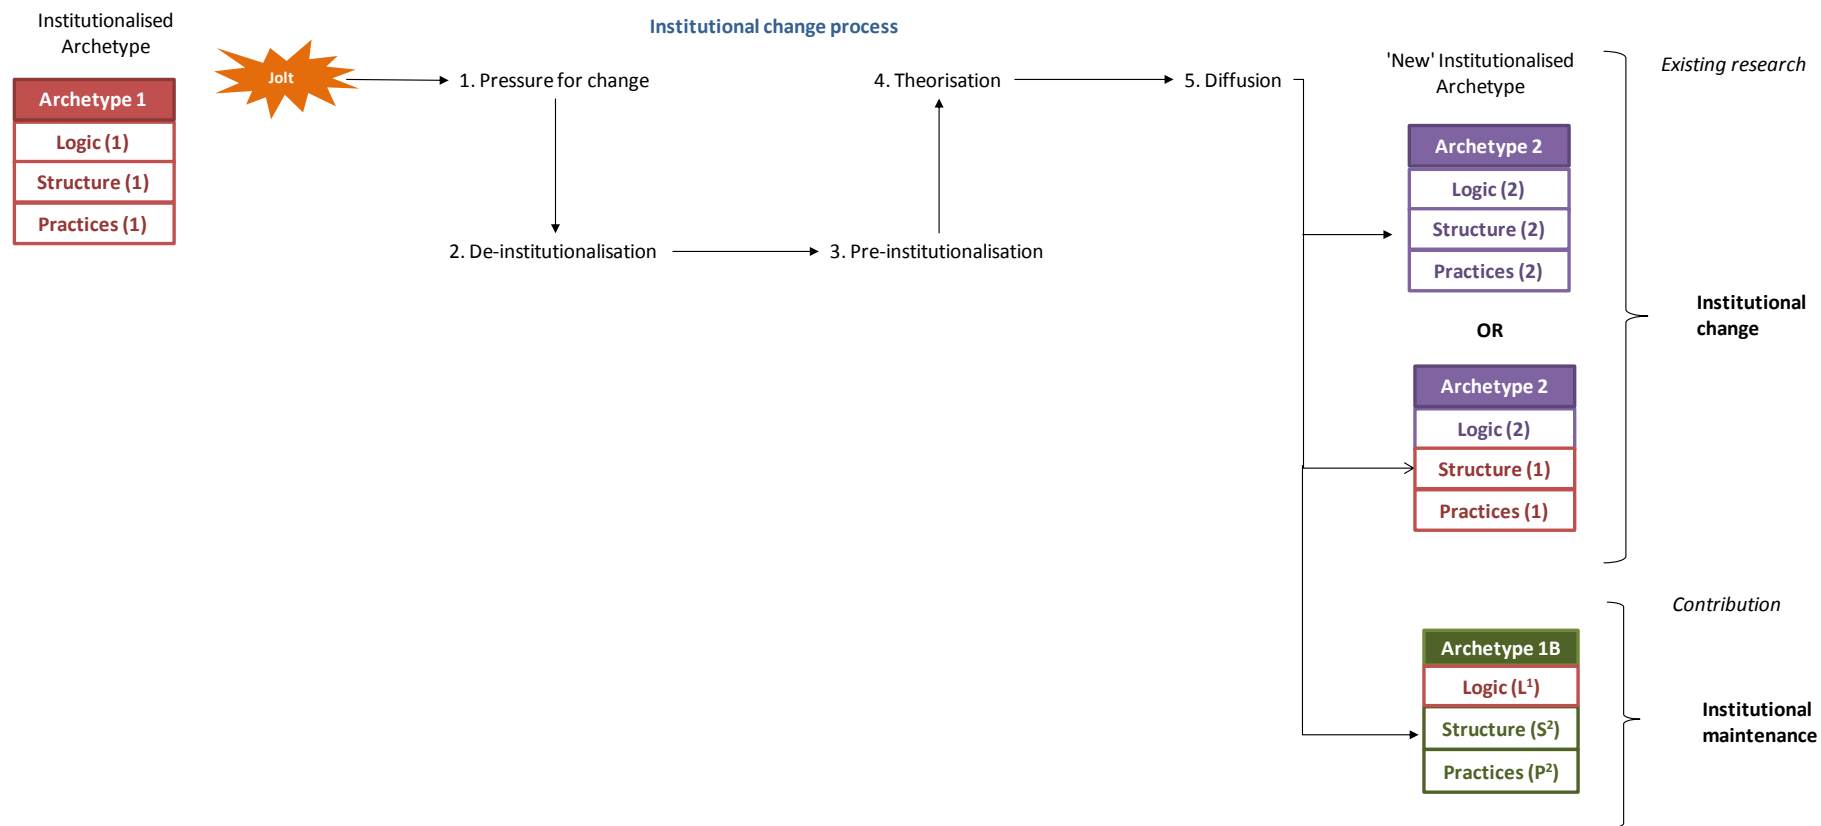 Institutionalised
Archetype
Archetype 1
Logic (1)
Structure (1)
Practices (1)
Jolt
Institutional change process
1. Pressure for change
2. De-institutionalisation
3. Pre-institutionalisation
4. Theorisation
5. Diffusion
'New' Institutionalised
Archetype
Archetype 2
Logic (2)
Structure (2)
Practices (2)
OR
Archetype 2
Logic (2)
Structure (1)
Practices (1)
Existing research
Institutional
change
Archetype 1B
Logic (L¹)
Structure (S²)
Practices (P²)
Contribution
Institutional
maintenance